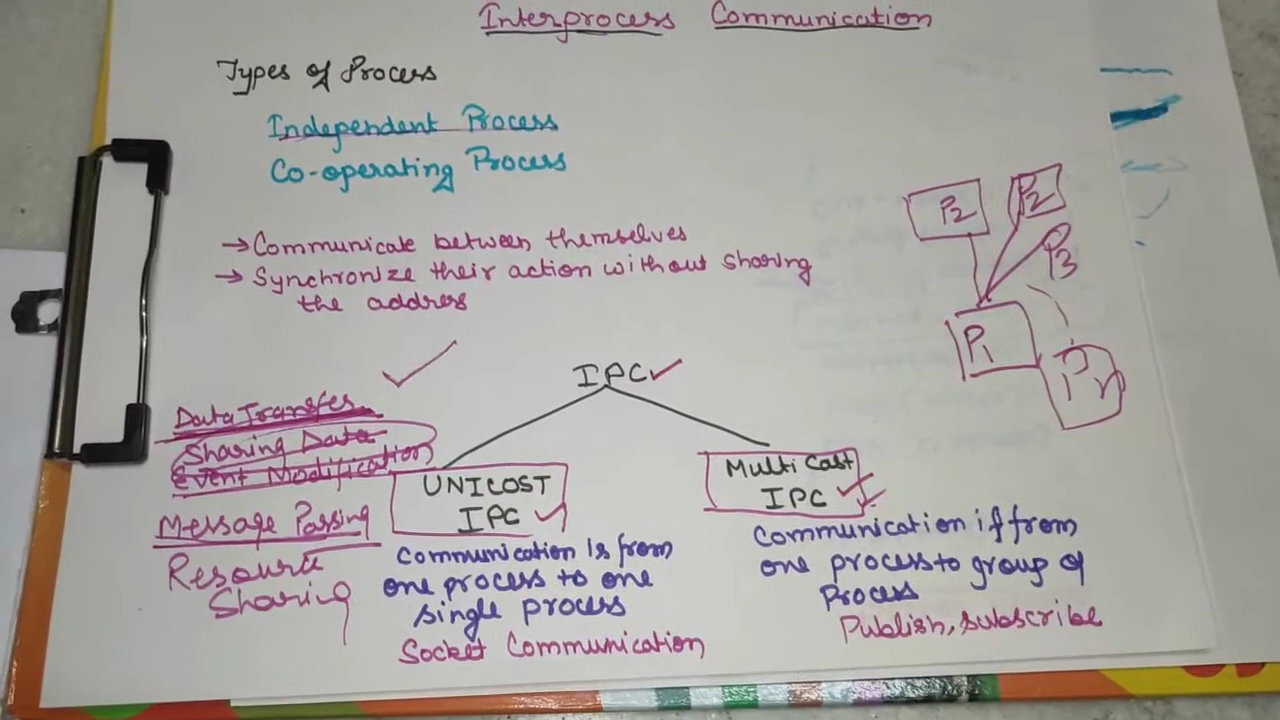 Interprocess Communication
Types of Process
Independent Process
Co-operating Process
→ Communicate between themselves
→ Synchronize their action without sharing
the address
P2
P2
P3
P1
Pn
IPC
Data Transfer
Sharing Data
Event Modification
Message Passing
Resource
Sharing
UNICOST
IPC
Communication is from
one process to one
single process
Socket Communication
Multi Cast
IPC
Communication if from
one process to group of
Process
Publish, subscribe